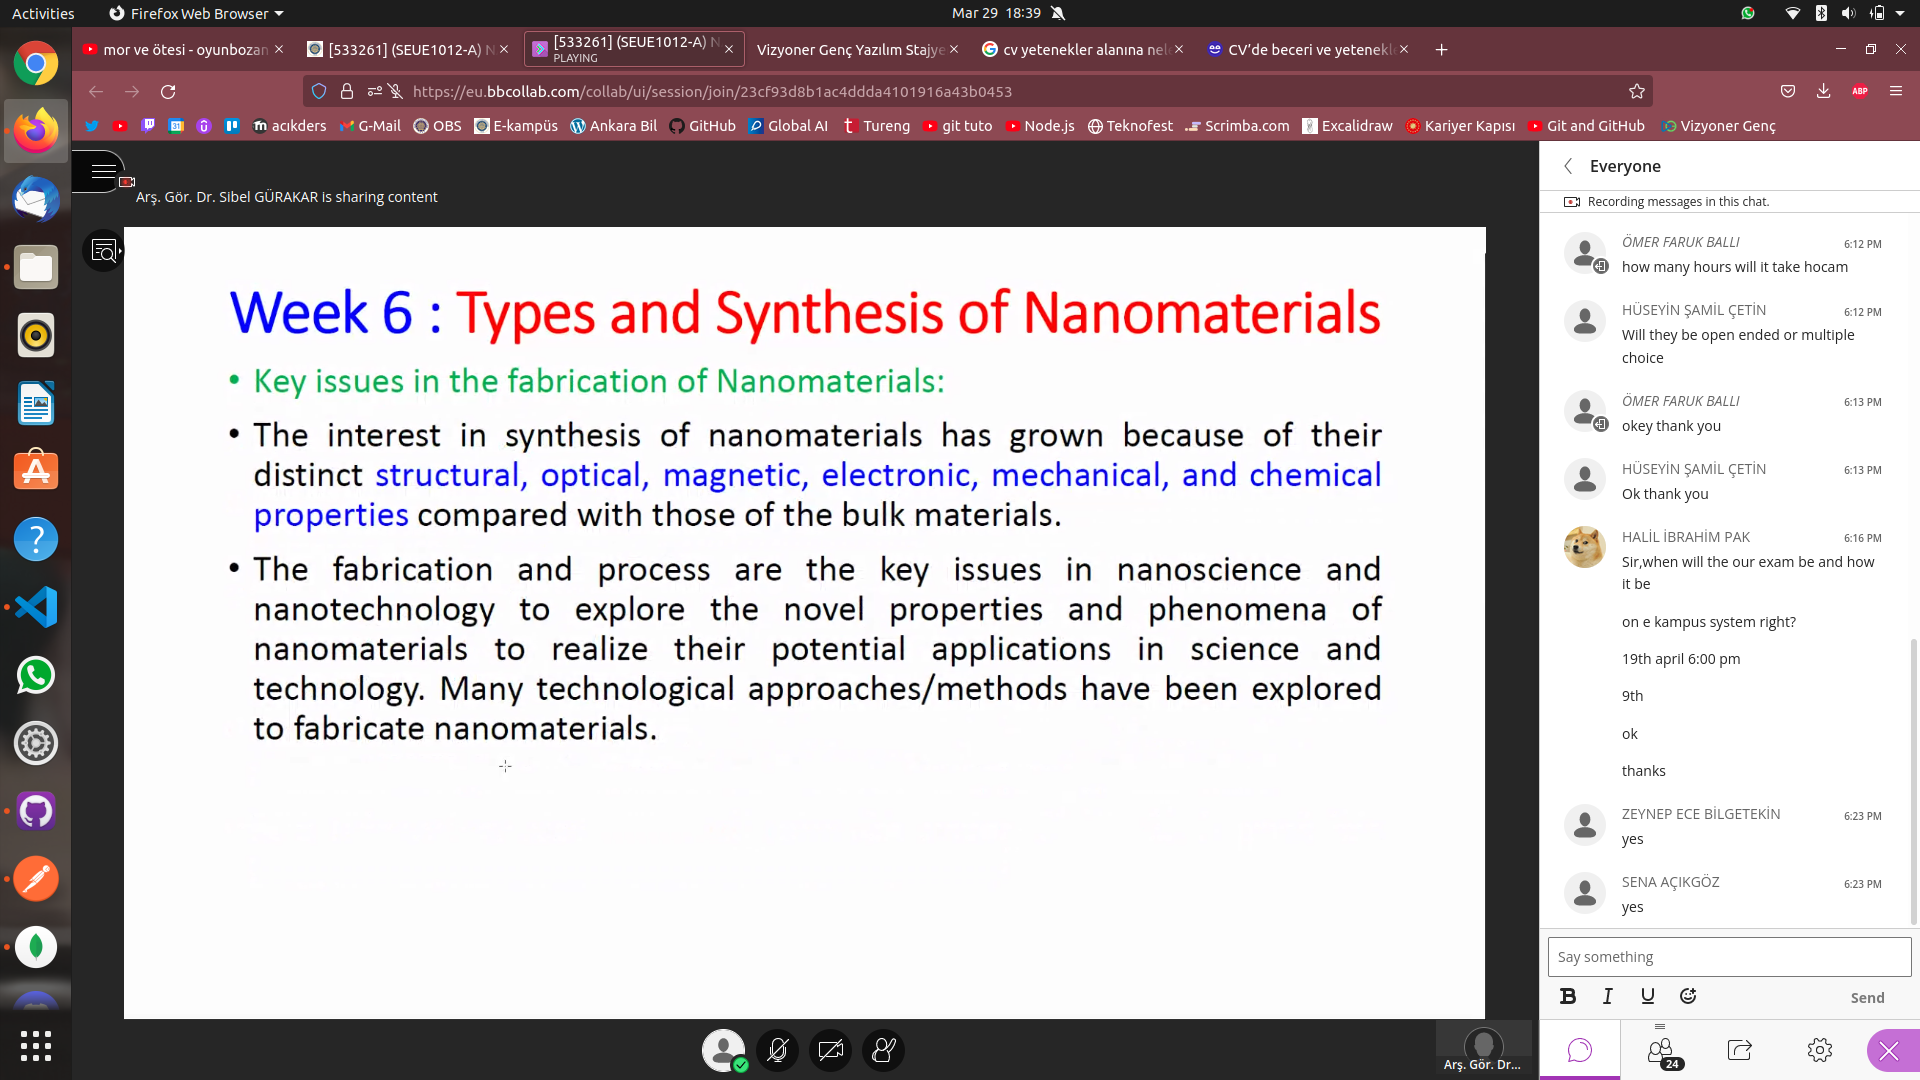 Activities
Firefox Web Browser
Mar 29 18:39
mor ve ötesi - oyunbozan
[533261] (SEUE1012-A) N
[533261] (SEUE1012-A) N
PLAYING
Vizyoner Genç Yazılım Stajye
cv yetenekler alanına nele
CV'de beceri ve yetenekle
https://eu.bbcollab.com/collab/ui/session/join/23cf93d8b1ac4ddda4101916a43b0453
ABP
acıkders
G-Mail
OBS
E-kampüs
Ankara Bil
GitHub
Global AI
Tureng
git tuto
Node.js
Teknofest
Scrimba.com
Excalidraw
Kariyer Kapısı
Git and GitHub
Vizyoner Genç
Arş. Gör. Dr. Sibel GÜRAKAR is sharing content
Week 6 : Types and Synthesis of Nanomaterials
• Key issues in the fabrication of Nanomaterials:
• The interest in synthesis of nanomaterials has grown because of their
distinct structural, optical, magnetic, electronic, mechanical, and chemical
properties compared with those of the bulk materials.
• The fabrication and process are the key issues in nanoscience and
nanotechnology to explore the novel properties and phenomena of
nanomaterials to realize their potential applications in science and
technology. Many technological approaches/methods have been explored
to fabricate nanomaterials.
Arş. Gör. Dr...
Everyone
Recording messages in this chat.
ÖMER FARUK BALLI
6:12 PM
how many hours will it take hocam
HÜSEYİN ŞAMİL ÇETİN
6:12 PM
Will they be open ended or multiple
choice
ÖMER FARUK BALLI
6:13 PM
okey thank you
HÜSEYİN ŞAMİL ÇETİN
6:13 PM
Ok thank you
HALİL İBRAHİM PAK
6:16 PM
Sir,when will the our exam be and how
it be
on e kampus system right?
19th april 6:00 pm
9th
ok
thanks
ZEYNEP ECE BİLGETEKİN
6:23 PM
yes
SENA AÇIKGÖZ
6:23 PM
yes
Say something
B I U
Send
24